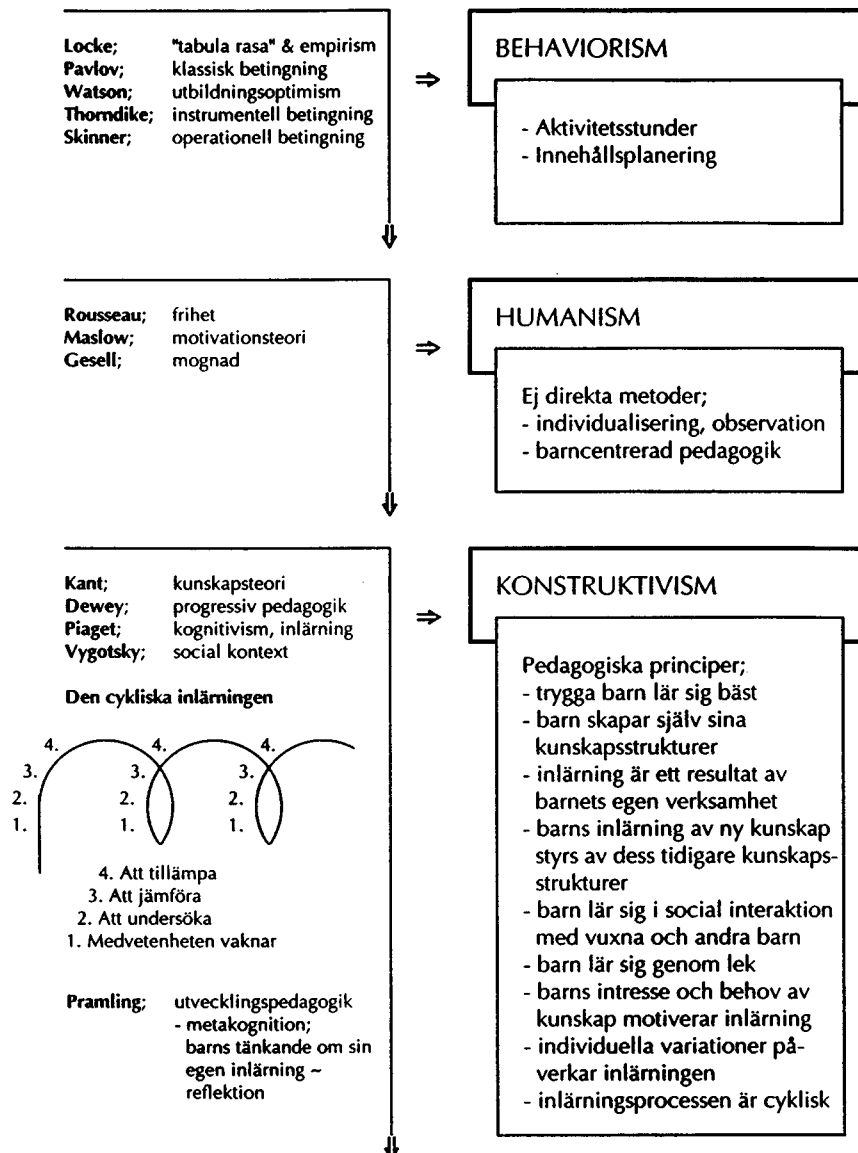 Locke; "tabula rasa" & empirism
Pavlov; klassisk betingning
Watson; utbildningsoptimism
Thorndike; instrumentell betingning
Skinner; operationell betingning
⇒
BEHAVIORISM
- Aktivitetsstunder
- Innehållsplanering
Rousseau; frihet
Maslow; motivationsteori
Gesell; mognad
⇒
HUMANISM
Ej direkta metoder;
- individualisering, observation
- barncentrerad pedagogik
Kant; kunskapsteori
Dewey; progressiv pedagogik
Piaget; kognitivism, inlärning
Vygotsky; social kontext
⇒
Den cykliska inlärningen
4. 4. 4.
3. 3. 3.
2. 2. 2.
1. 1. 1.
4. Att tillämpa
3. Att jämföra
2. Att undersöka
1. Medvetenheten vaknar
Pramling; utvecklingspedagogik
- metakognition;
barns tänkande om sin
egen inlärning ~
reflektion
KONSTRUKTIVISM
Pedagogiska principer;
- trygga barn lär sig bäst
- barn skapar själv sina
kunskapsstrukturer
- inlärning är ett resultat av
barnets egen verksamhet
- barns inlärning av ny kunskap
styrs av dess tidigare kunskaps-
strukturer
- barn lär sig i social interaktion
med vuxna och andra barn
- barn lär sig genom lek
- barns intresse och behov av
kunskap motiverar inlärning
- individuella variationer på-
verkar inlärningen
- inlärningsprocessen är cyklisk